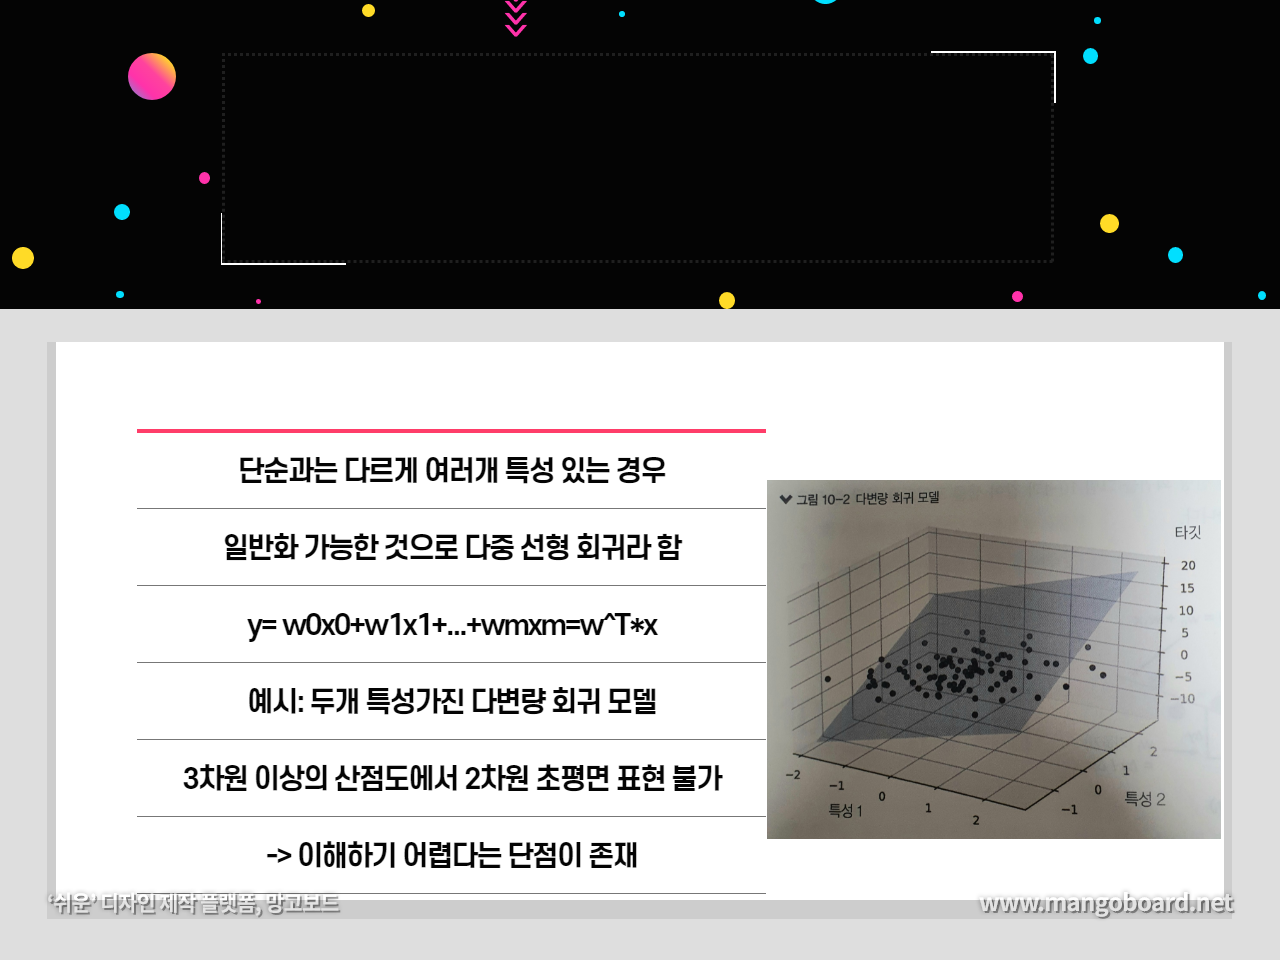 단순과는 다르게 여러개 특성 있는 경우
일반화 가능한 것으로 다중 선형 회귀라 함
y= w0x0+w1x1+...+wmxm=w^T*x
예시: 두개 특성가진 다변량 회귀 모델
3차원 이상의 산점도에서 2차원 초평면 표현 불가
-> 이해하기 어렵다는 단점이 존재
그림 10-2 다변량 회귀 모델
타깃
20
15
10
5
0
-5
-10
2
1
0
-1
특성 2
-2
-1
0
1
2
특성 1
'쉬운' 디자인 제작 플랫폼, 망고보드
www.mangoboard.net